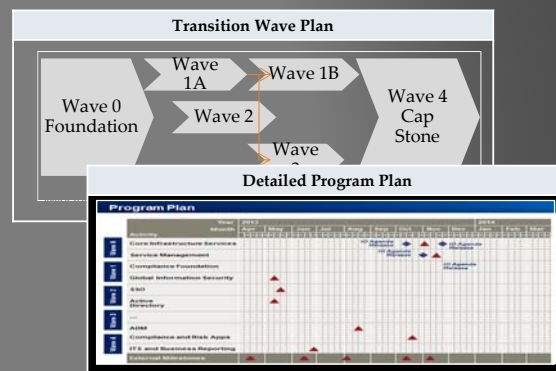 Transition Wave Plan
Wave 0
Foundation
Wave
1A
Wave 1B
Wave 2
Wave
Wave 4
Cap
Stone
Detailed Program Plan
Program Plan
Year 2013 2014
Month Apr May Jun Jul Aug Sep Oct Nov Dec Jan Feb Mar
Activity
Core Infrastructure Services
Service Management
Compliance Foundation
Global Information Security
SSO
Active
Directory
...
ADM
Compliance and Risk Apps
ITS and Business Reporting
External Milestones